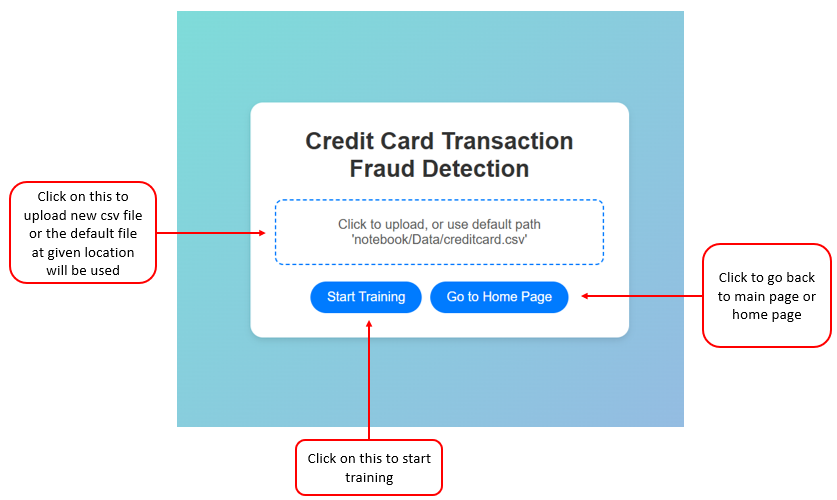 Credit Card Transaction
Fraud Detection
Click on this to
upload new csv file
or the default file
at given location
will be used
Click to upload, or use default path
'notebook/Data/creditcard.csv'
Start Training
Go to Home Page
Click to go back
to main page or
home page
Click on this to start
training